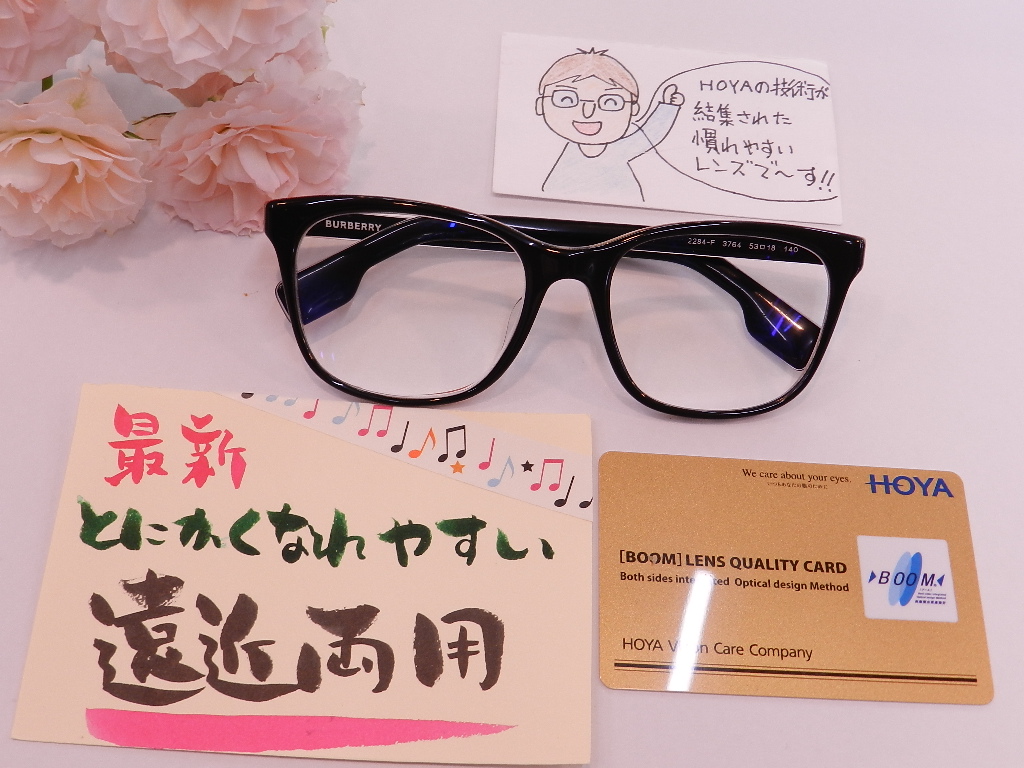 HOYAの技術が
結集された
慣れやすい
レンズで〜す!!
BURBERRY
2284-F 3764 53□18 140
最新
とにかくなれやすい
遠近両用
We care about your eyes.
HOYA
[BOOM] LENS QUALITY CARD
Both sides integrated Optical design Method
BOOM
HOYA Vision Care Company